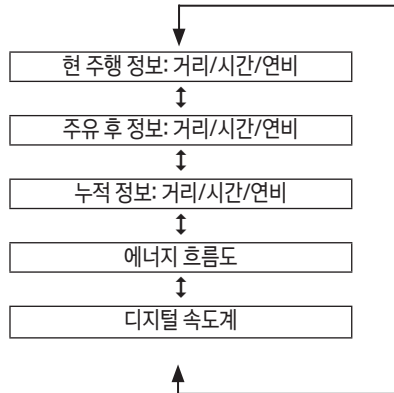 현 주행 정보: 거리/시간/연비
주유 후 정보: 거리/시간/연비
누적 정보: 거리/시간/연비
에너지 흐름도
디지털 속도계